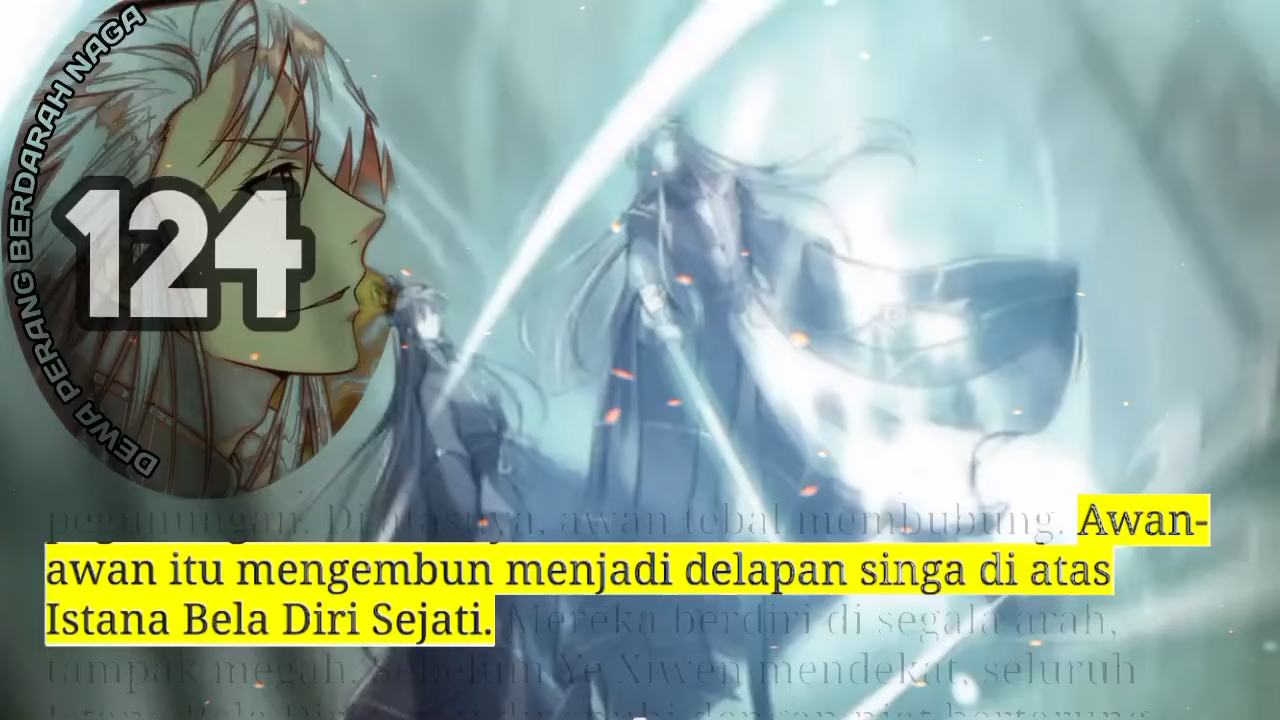 DEWA PERANG BERDARAH NAGA
124
pegunungan. Di atasnya, awan tebal membubung. Awan-
awan itu mengembun menjadi delapan singa di atas
Istana Bela Diri Sejati. Mereka berdiri di segala arah,
tampak megah. Sebelum Ye Xiwen mendekat, seluruh